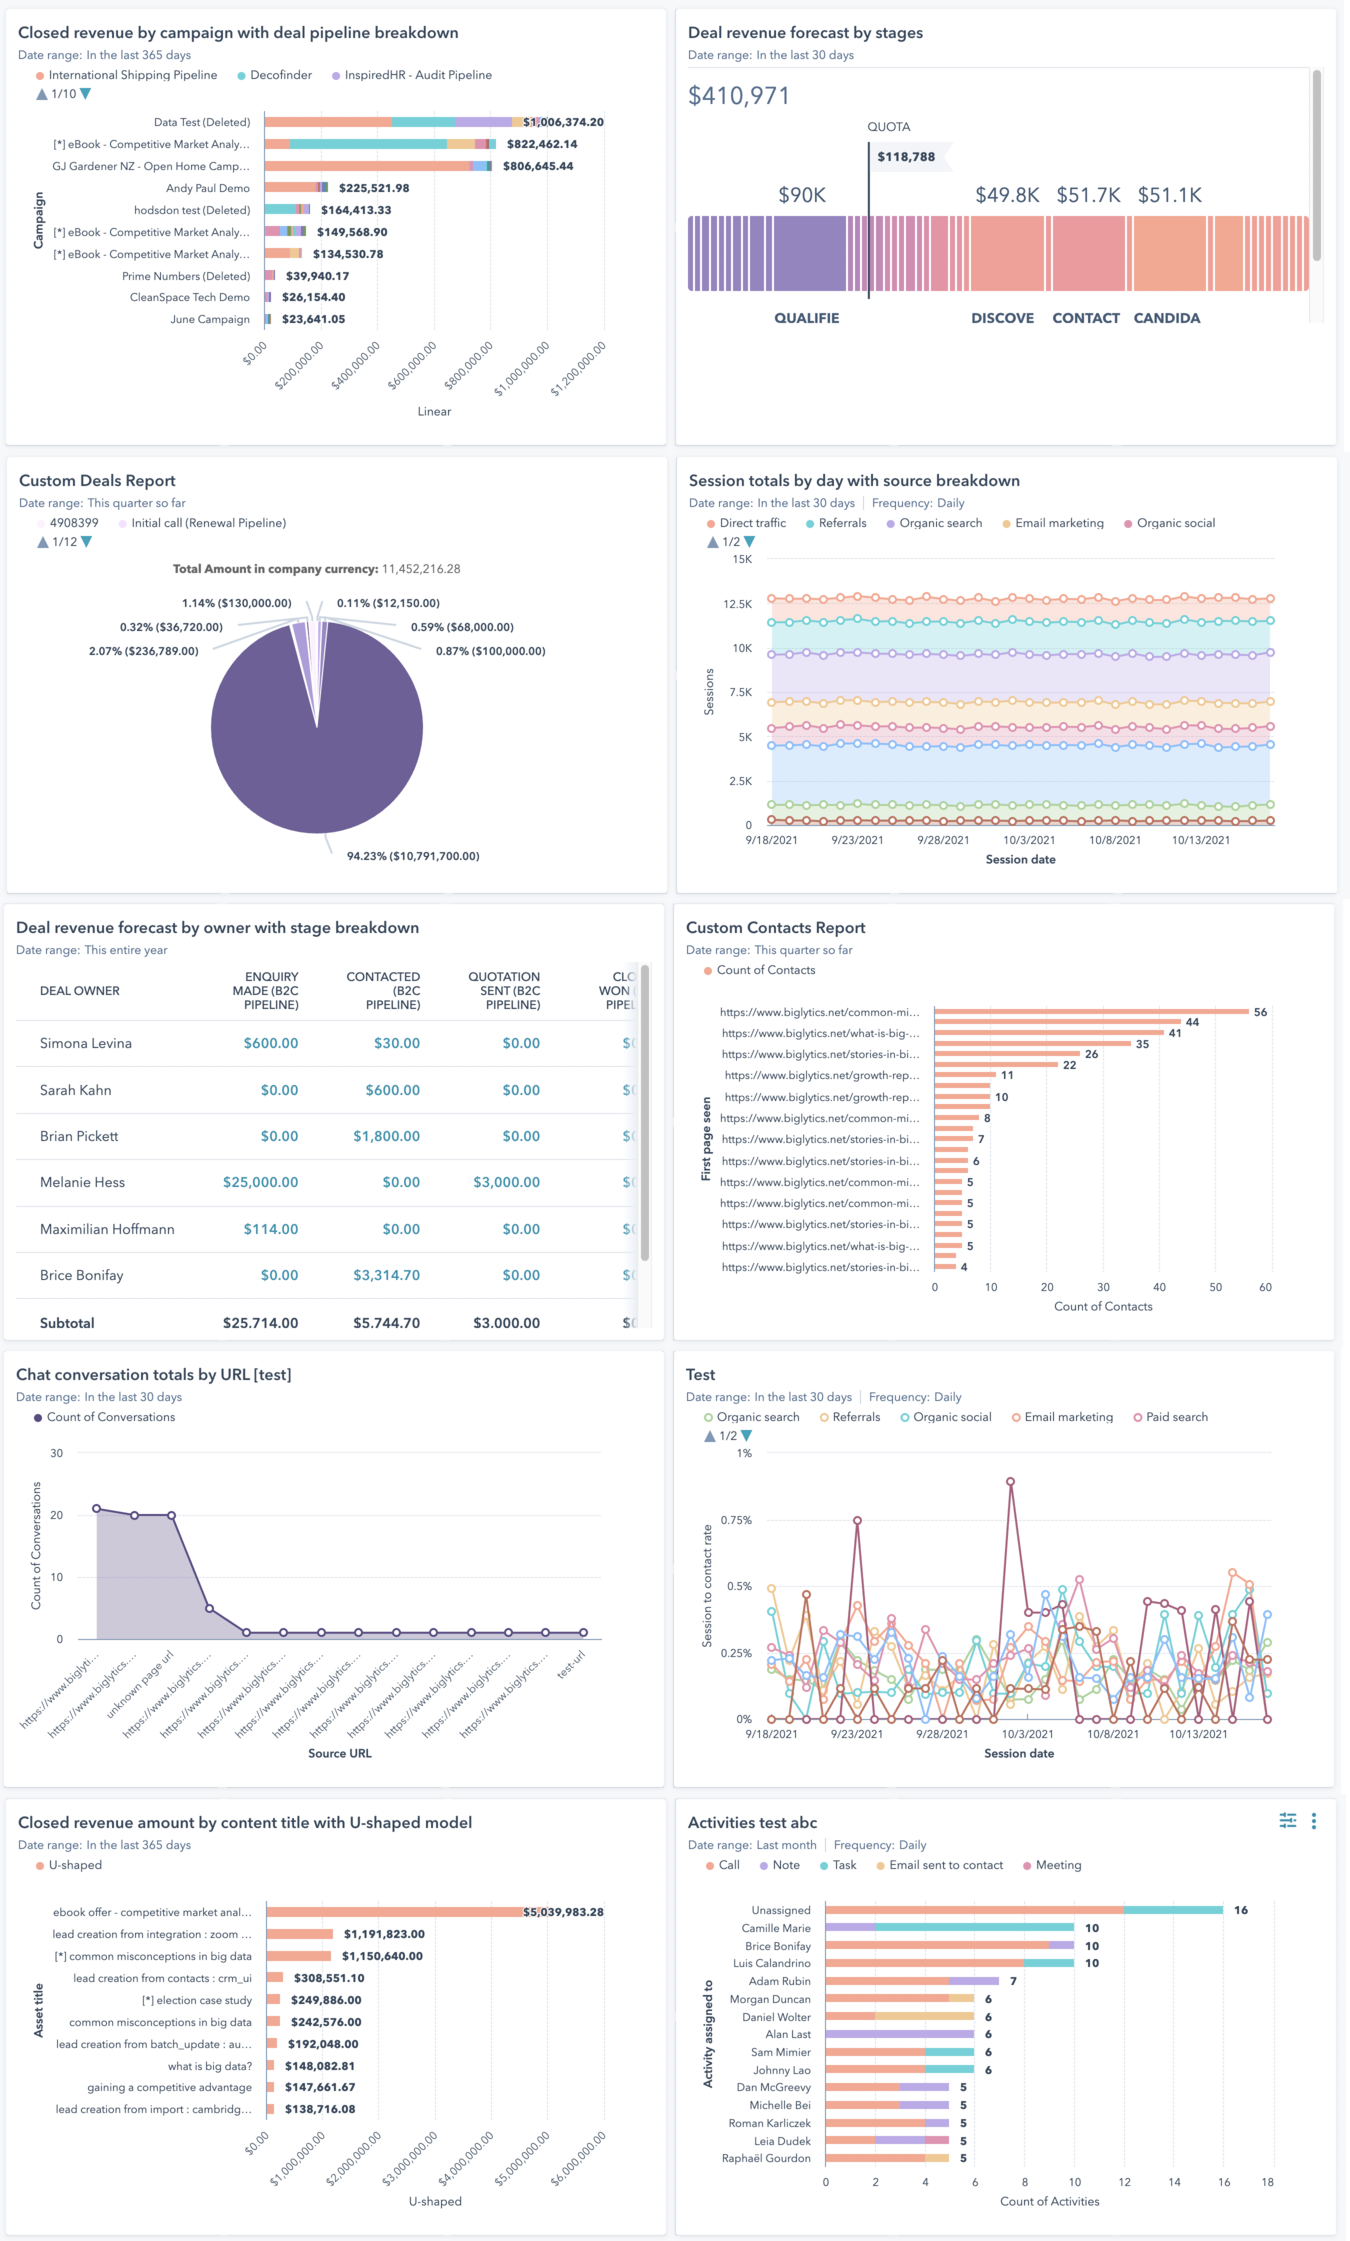 Closed revenue by campaign with deal pipeline breakdown
Date range: In the last 365 days
International Shipping Pipeline Decofinder InspiredHR - Audit Pipeline
1/10
Campaign
Data Test (Deleted) $1,006,374.20
[*] eBook - Competitive Market Analy… $822,462.14
GJ Gardener NZ - Open Home Camp… $806,645.44
Andy Paul Demo $225,521.98
hodsdon test (Deleted) $164,413.33
[*] eBook - Competitive Market Analy… $149,568.90
[*] eBook - Competitive Market Analy… $134,530.78
Prime Numbers (Deleted) $39,940.17
CleanSpace Tech Demo $26,154.40
June Campaign $23,641.05
$0.00 $200,000.00 $400,000.00 $600,000.00 $800,000.00 $1,000,000.00 $1,200,000.00
Linear
Deal revenue forecast by stages
Date range: In the last 30 days
$410,971
QUOTA
$118,788
$90K $49.8K $51.7K $51.1K
QUALIFIE DISCOVE CONTACT CANDIDA
Custom Deals Report
Date range: This quarter so far
4908399 Initial call (Renewal Pipeline)
1/12
Total Amount in company currency: 11,452,216.28
1.14% ($130,000.00) 0.11% ($12,150.00)
0.32% ($36,720.00) 0.59% ($68,000.00)
2.07% ($236,789.00) 0.87% ($100,000.00)
94.23% ($10,791,700.00)
Session totals by day with source breakdown
Date range: In the last 30 days Frequency: Daily
Direct traffic Referrals Organic search Email marketing Organic social
1/2
Sessions
15K
12.5K
10K
7.5K
5K
2.5K
0
9/18/2021 9/23/2021 9/28/2021 10/3/2021 10/8/2021 10/13/2021
Session date
Deal revenue forecast by owner with stage breakdown
Date range: This entire year
DEAL OWNER ENQUIRY MADE (B2C PIPELINE) CONTACTED (B2C PIPELINE) QUOTATION SENT (B2C PIPELINE) CLO WON ( PIPEL
Simona Levina $600.00 $30.00 $0.00 $0
Sarah Kahn $0.00 $600.00 $0.00 $0
Brian Pickett $0.00 $1,800.00 $0.00 $0
Melanie Hess $25,000.00 $0.00 $3,000.00 $0
Maximilian Hoffmann $114.00 $0.00 $0.00 $0
Brice Bonifay $0.00 $3,314.70 $0.00 $0
Subtotal $25,714.00 $5,744.70 $3,000.00 $0
Custom Contacts Report
Date range: This quarter so far
Count of Contacts
First page seen
https://www.biglytics.net/common-mi… 56
44
https://www.biglytics.net/what-is-big-… 41
35
https://www.biglytics.net/stories-in-bi… 26
22
https://www.biglytics.net/growth-rep… 11
https://www.biglytics.net/growth-rep… 10
https://www.biglytics.net/common-mi… 8
https://www.biglytics.net/stories-in-bi… 7
https://www.biglytics.net/stories-in-bi… 6
https://www.biglytics.net/common-mi… 5
https://www.biglytics.net/common-mi… 5
https://www.biglytics.net/stories-in-bi… 5
https://www.biglytics.net/what-is-big-… 5
https://www.biglytics.net/stories-in-bi… 4
0 10 20 30 40 50 60
Count of Contacts
Chat conversation totals by URL [test]
Date range: In the last 30 days
Count of Conversations
Count of Conversations
30
20
10
0
https://www.biglyti…
https://www.biglytics.…
unknown page url
https://www.biglytics.…
https://www.biglytics.…
https://www.biglytics.…
https://www.biglytics.…
https://www.biglytics.…
https://www.biglytics.…
https://www.biglytics.…
https://www.biglytics.…
https://www.biglytics.…
https://www.biglytics.…
test-url
Source URL
Test
Date range: In the last 30 days Frequency: Daily
Organic search Referrals Organic social Email marketing Paid search
1/2
Session to contact rate
1%
0.75%
0.5%
0.25%
0%
9/18/2021 9/23/2021 9/28/2021 10/3/2021 10/8/2021 10/13/2021
Session date
Closed revenue amount by content title with U-shaped model
Date range: In the last 365 days
U-shaped
Asset title
ebook offer - competitive market anal… $5,039,983.28
lead creation from integration : zoom … $1,191,823.00
[*] common misconceptions in big data $1,150,640.00
lead creation from contacts : crm_ui $308,551.10
[*] election case study $249,886.00
common misconceptions in big data $242,576.00
lead creation from batch_update : au… $192,048.00
what is big data? $148,082.81
gaining a competitive advantage $147,661.67
lead creation from import : cambridg… $138,716.08
$0.00 $1,000,000.00 $2,000,000.00 $3,000,000.00 $4,000,000.00 $5,000,000.00 $6,000,000.00
U-shaped
Activities test abc
Date range: Last month Frequency: Daily
Call Note Task Email sent to contact Meeting
Activity assigned to
Unassigned 16
Camille Marie 10
Brice Bonifay 10
Luis Calandrino 10
Adam Rubin 7
Morgan Duncan 6
Daniel Wolter 6
Alan Last 6
Sam Mimier 6
Johnny Lao 6
Dan McGreevy 5
Michelle Bei 5
Roman Karliczek 5
Leia Dudek 5
Raphaël Gourdon 5
0 2 4 6 8 10 12 14 16 18
Count of Activities